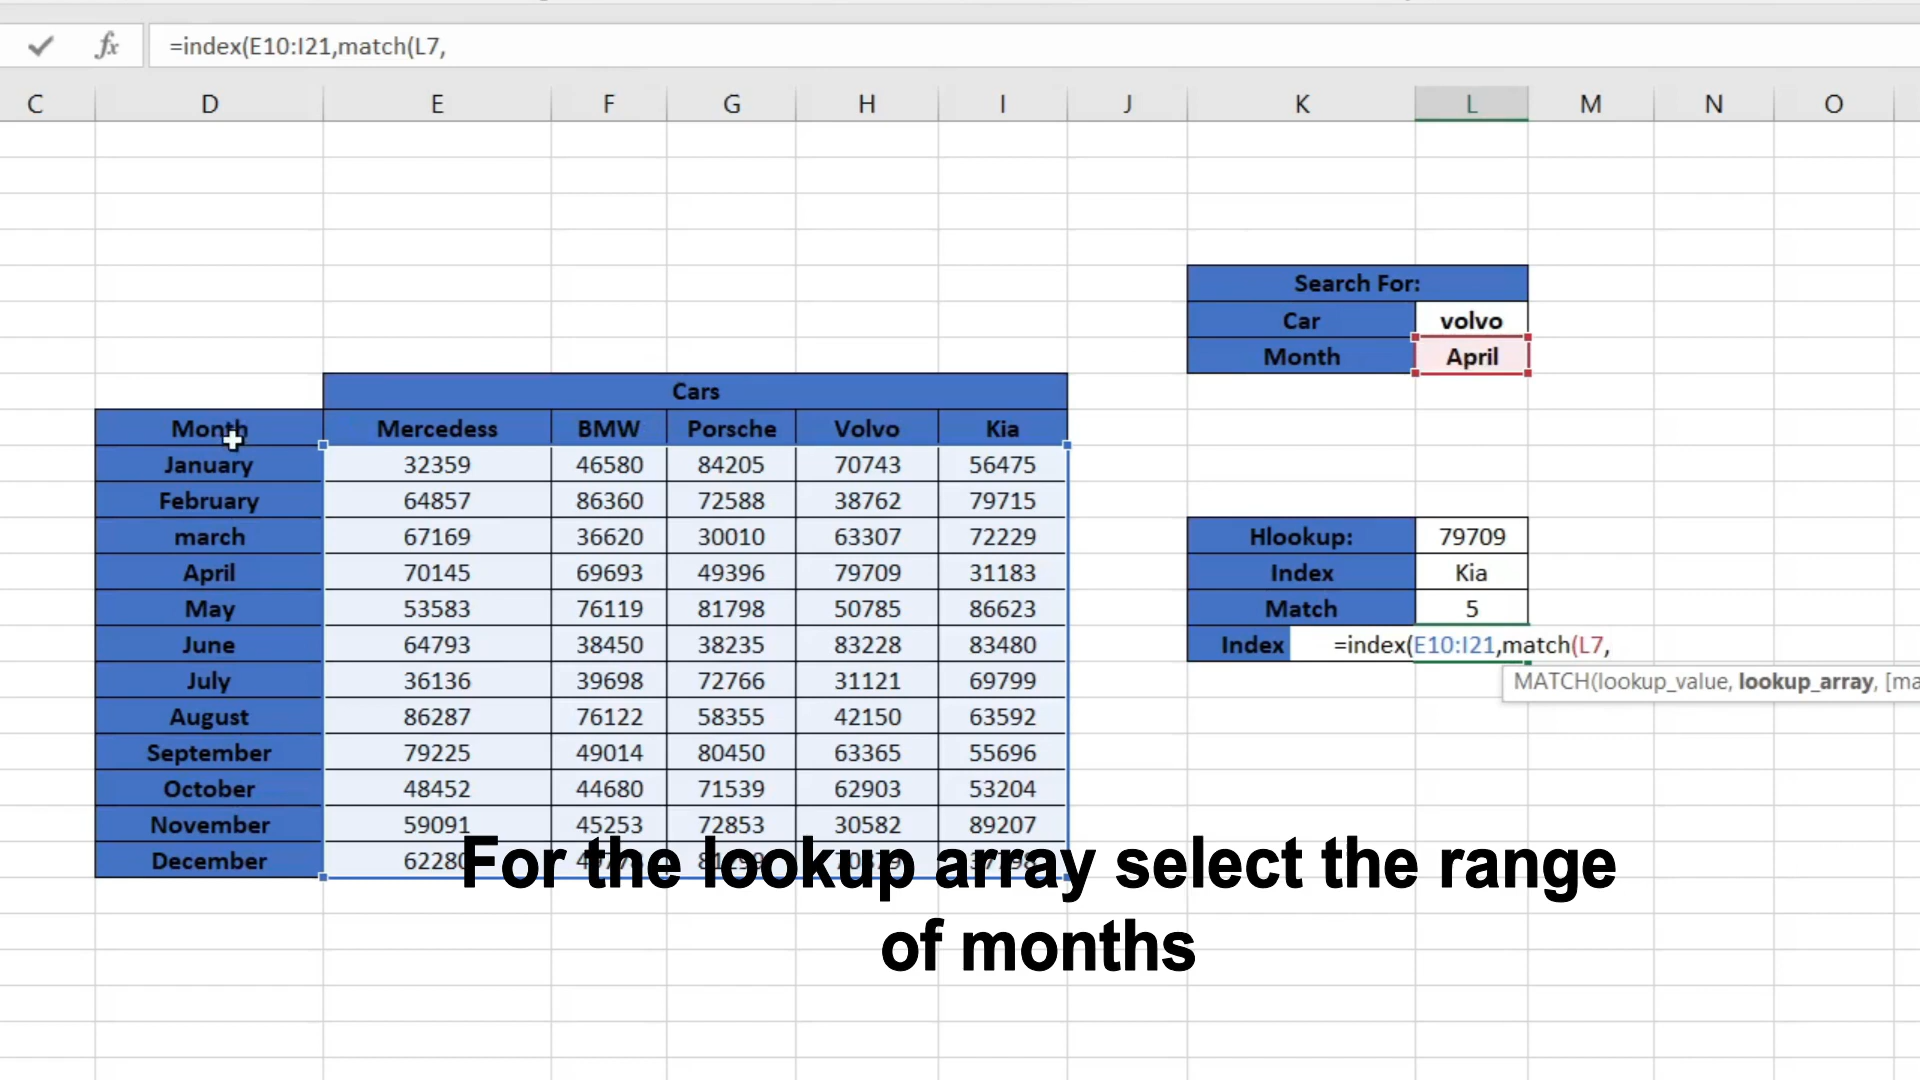 =index(E10:I21,match(L7,
C D E F G H I J K L M N O
Search For:
Car volvo
Month April
Cars
Month Mercedess BMW Porsche Volvo Kia
January 32359 46580 84205 70743 56475
February 64857 86360 72588 38762 79715
march 67169 36620 30010 63307 72229
Hlookup: 79709
April 70145 69693 49396 79709 31183
Index Kia
May 53583 76119 81798 50785 86623
Match 5
June 64793 38450 38235 83228 83480
Index =index(E10:I21,match(L7,
July 36136 39698 72766 31121 69799
MATCH(lookup_value, lookup_array, [ma
August 86287 76122 58355 42150 63592
September 79225 49014 80450 63365 55696
October 48452 44680 71539 62903 53204
November 59091 45253 72853 30582 89207
December 62280
For the lookup array select the range
of months